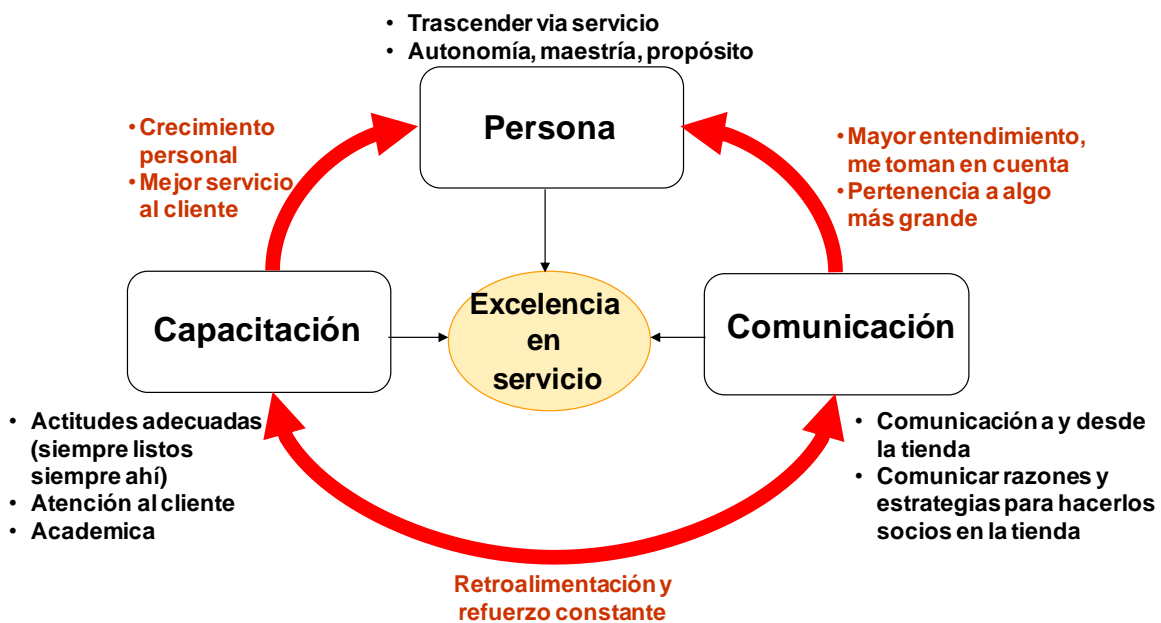 • Trascender via servicio
• Autonomía, maestría, propósito
Persona
• Crecimiento
personal
• Mejor servicio
al cliente
• Mayor entendimiento,
me toman en cuenta
• Pertenencia a algo
más grande
Capacitación
Excelencia
en
servicio
Comunicación
• Actitudes adecuadas
(siempre listos
siempre ahí)
• Atención al cliente
• Academica
• Comunicación a y desde
la tienda
• Comunicar razones y
estrategias para hacerlos
socios en la tienda
Retroalimentación y
refuerzo constante